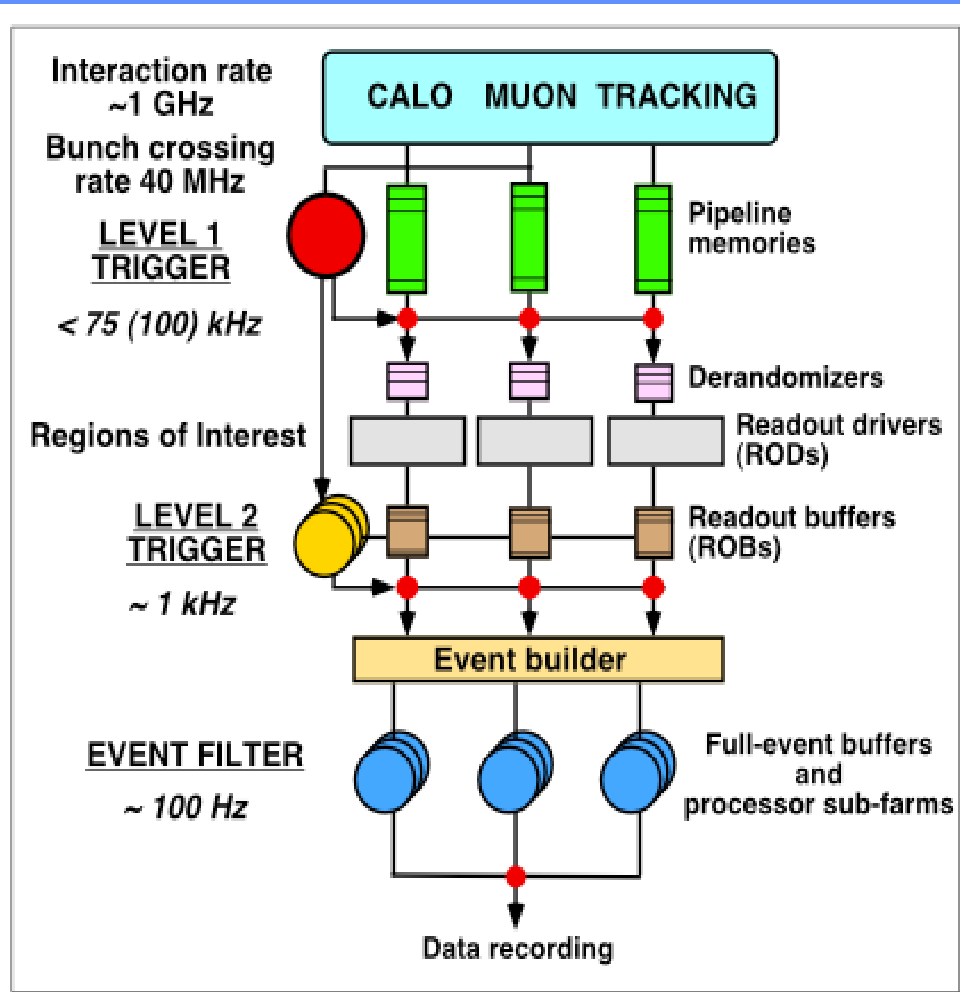 Interaction rate
~1 GHz
CALO MUON TRACKING
Bunch crossing
rate 40 MHz
LEVEL 1
TRIGGER
Pipeline
memories
< 75 (100) kHz
Derandomizers
Regions of Interest
Readout drivers
(RODs)
LEVEL 2
TRIGGER
Readout buffers
(ROBs)
~ 1 kHz
Event builder
EVENT FILTER
~ 100 Hz
Full-event buffers
and
processor sub-farms
Data recording